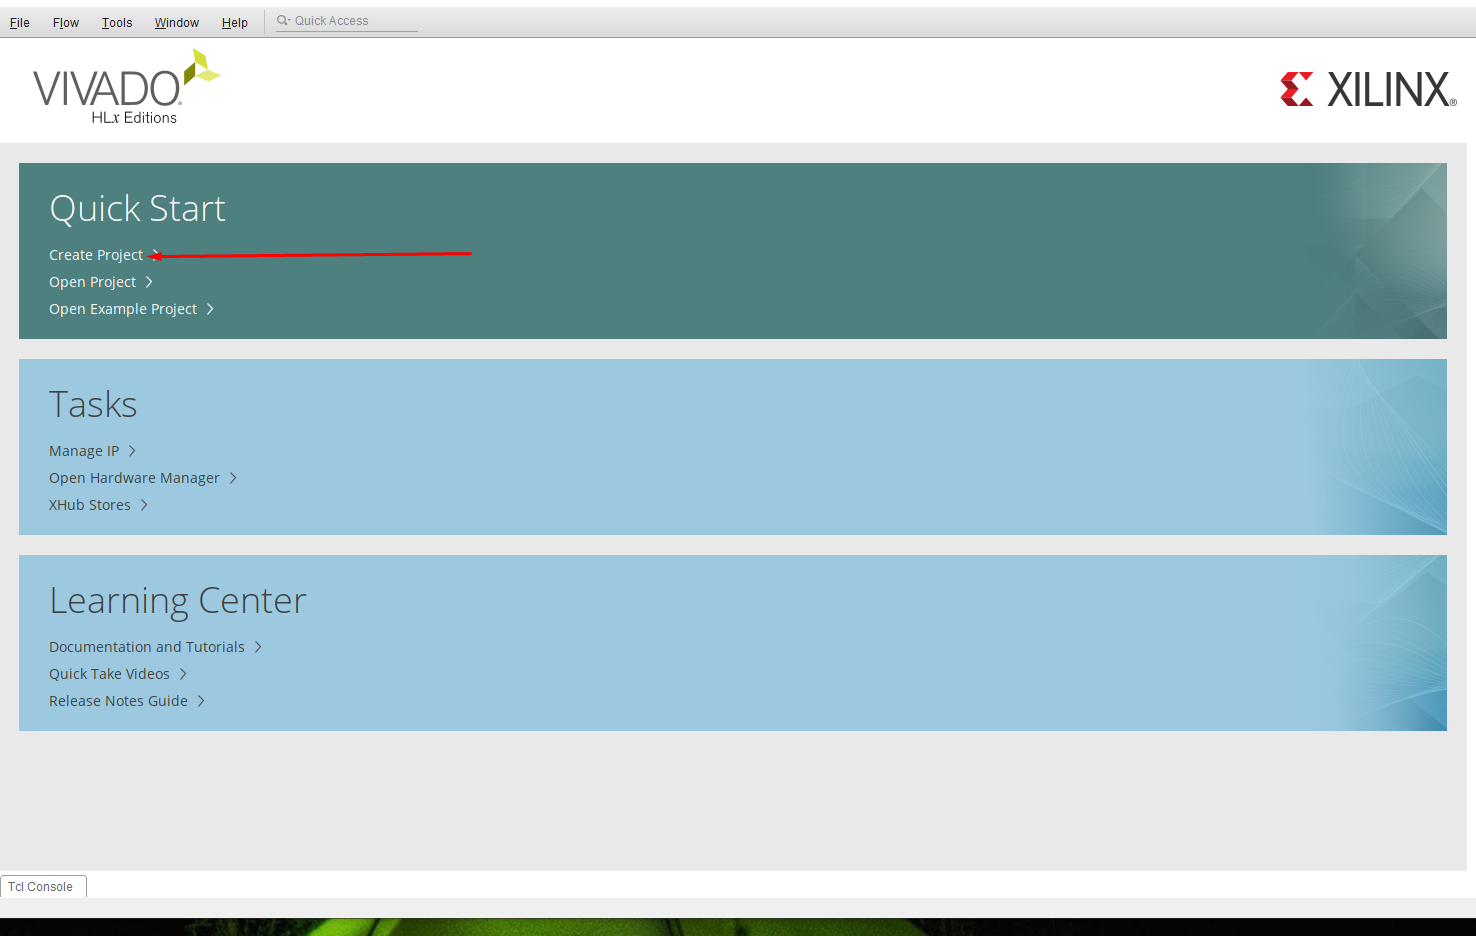 File Flow Tools Window Help Quick Access
VIVADO.
HLx Editions
XILINX®
Quick Start
Create Project
Open Project >
Open Example Project >
Tasks
Manage IP >
Open Hardware Manager >
XHub Stores >
Learning Center
Documentation and Tutorials >
Quick Take Videos >
Release Notes Guide >
Tcl Console